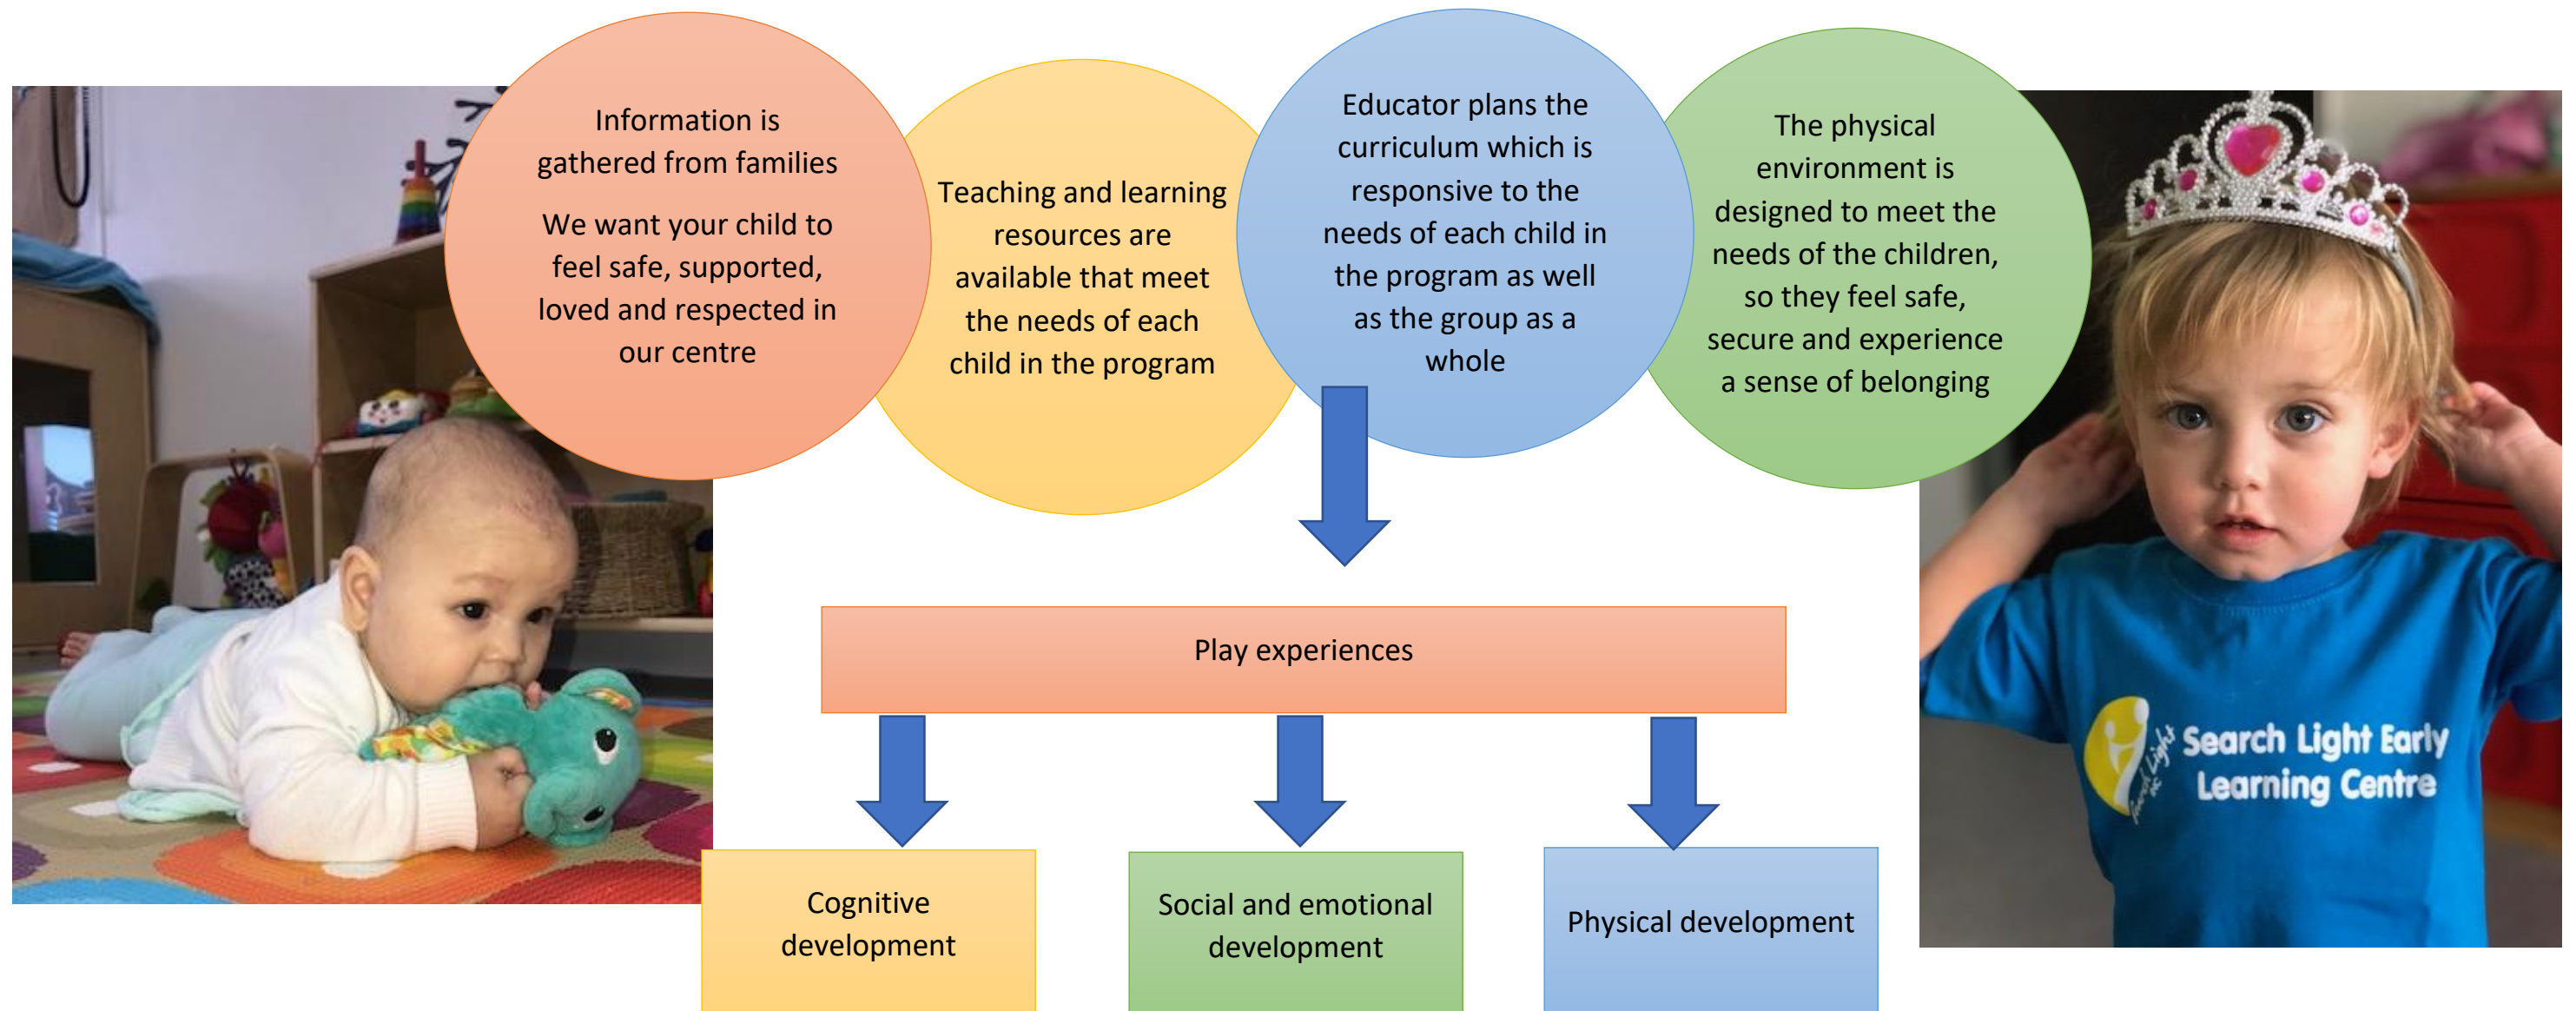 Information is
gathered from families
We want your child to
feel safe, supported,
loved and respected in
our centre
Teaching and learning
resources are
available that meet
the needs of each
child in the program
Educator plans the
curriculum which is
responsive to the
needs of each child in
the program as well
as the group as a
whole
The physical
environment is
designed to meet the
needs of the children,
so they feel safe,
secure and experience
a sense of belonging
Play experiences
Cognitive
development
Social and emotional
development
Physical development
Search Light Early
Learning Centre
Search Light